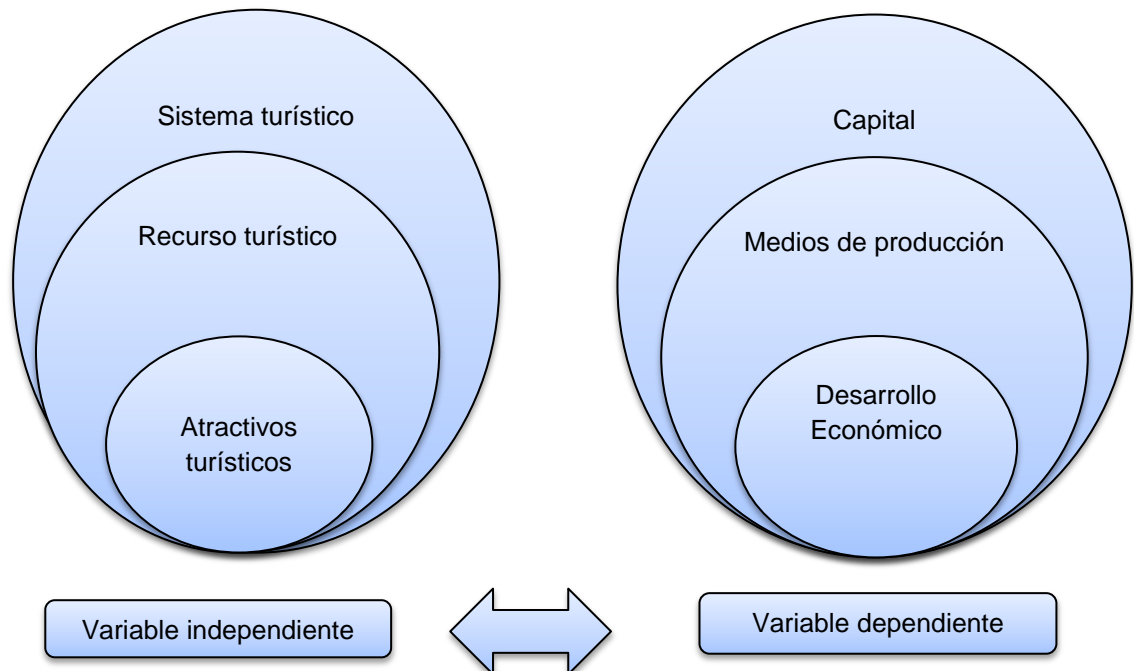 Sistema turístico
Recurso turístico
Atractivos
turísticos
Variable independiente
Capital
Medios de producción
Desarrollo
Económico
Variable dependiente